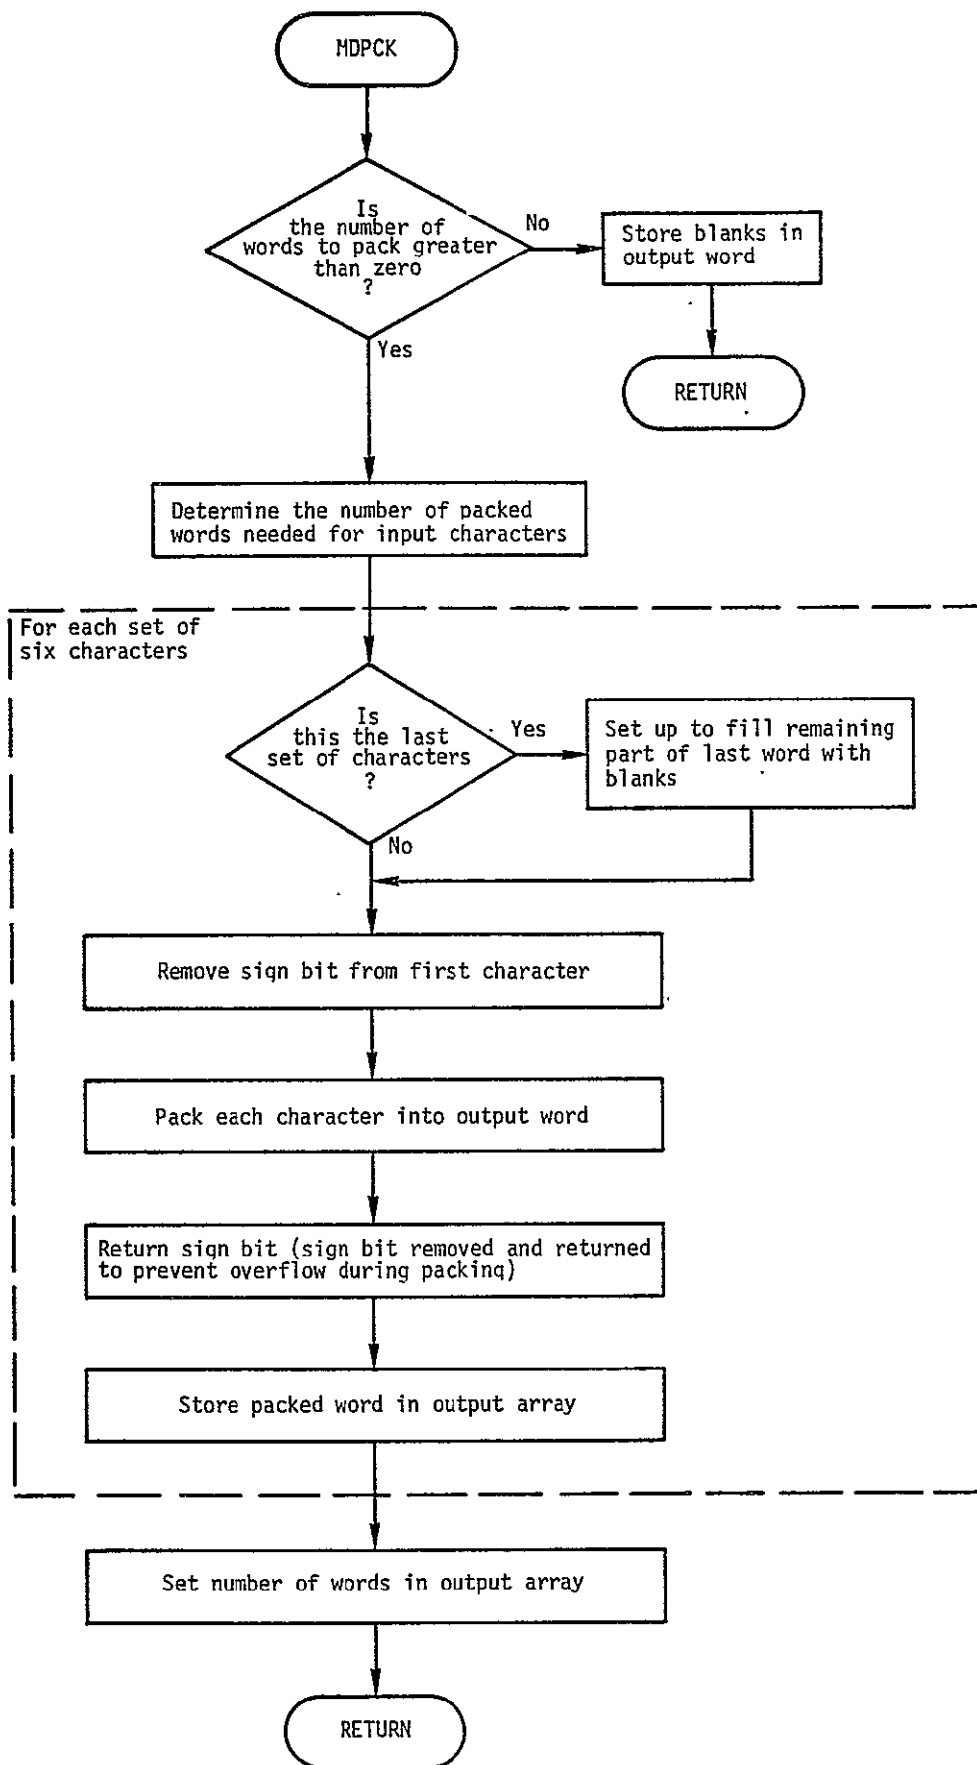 MDPCK
Is
the number of
words to pack greater
than zero
?
No
Store blanks in
output word
Yes
RETURN
Determine the number of packed
words needed for input characters
For each set of
six characters
Is
this the last
set of characters
?
Yes
Set up to fill remaining
part of last word with
blanks
No
Remove sign bit from first character
Pack each character into output word
Return sign bit (sign bit removed and returned
to prevent overflow during packing)
Store packed word in output array
Set number of words in output array
RETURN